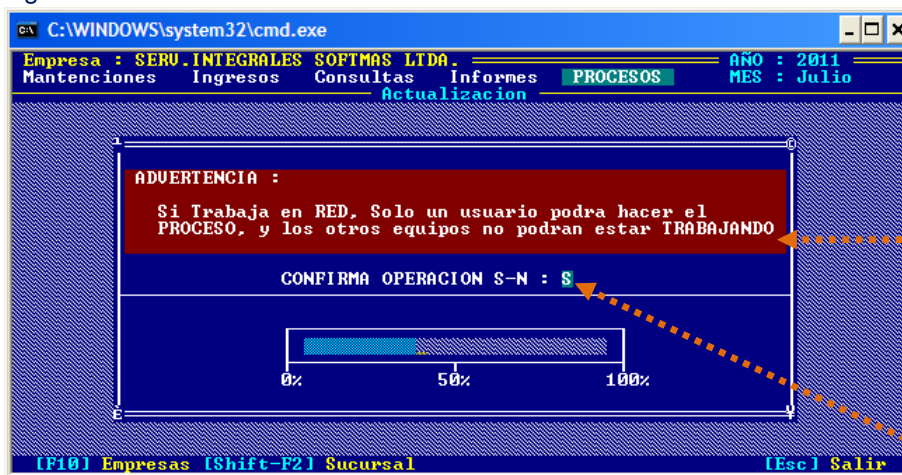 C:\WINDOWS\system32\cmd.exe
Empresa : SERV.INTEGRALES SOFTMAS LTDA. AÑO : 2011
Mantenciones Ingresos Consultas Informes PROCESOS MES : Julio
Actualizacion
ADVERTENCIA :
Si Trabaja en RED, Solo un usuario podra hacer el
PROCESO, y los otros equipos no podran estar TRABAJANDO
CONFIRMA OPERACION S-N : S
0% 50% 100%
[F10] Empresas [Shift-F2] Sucursal [Esc] Salir